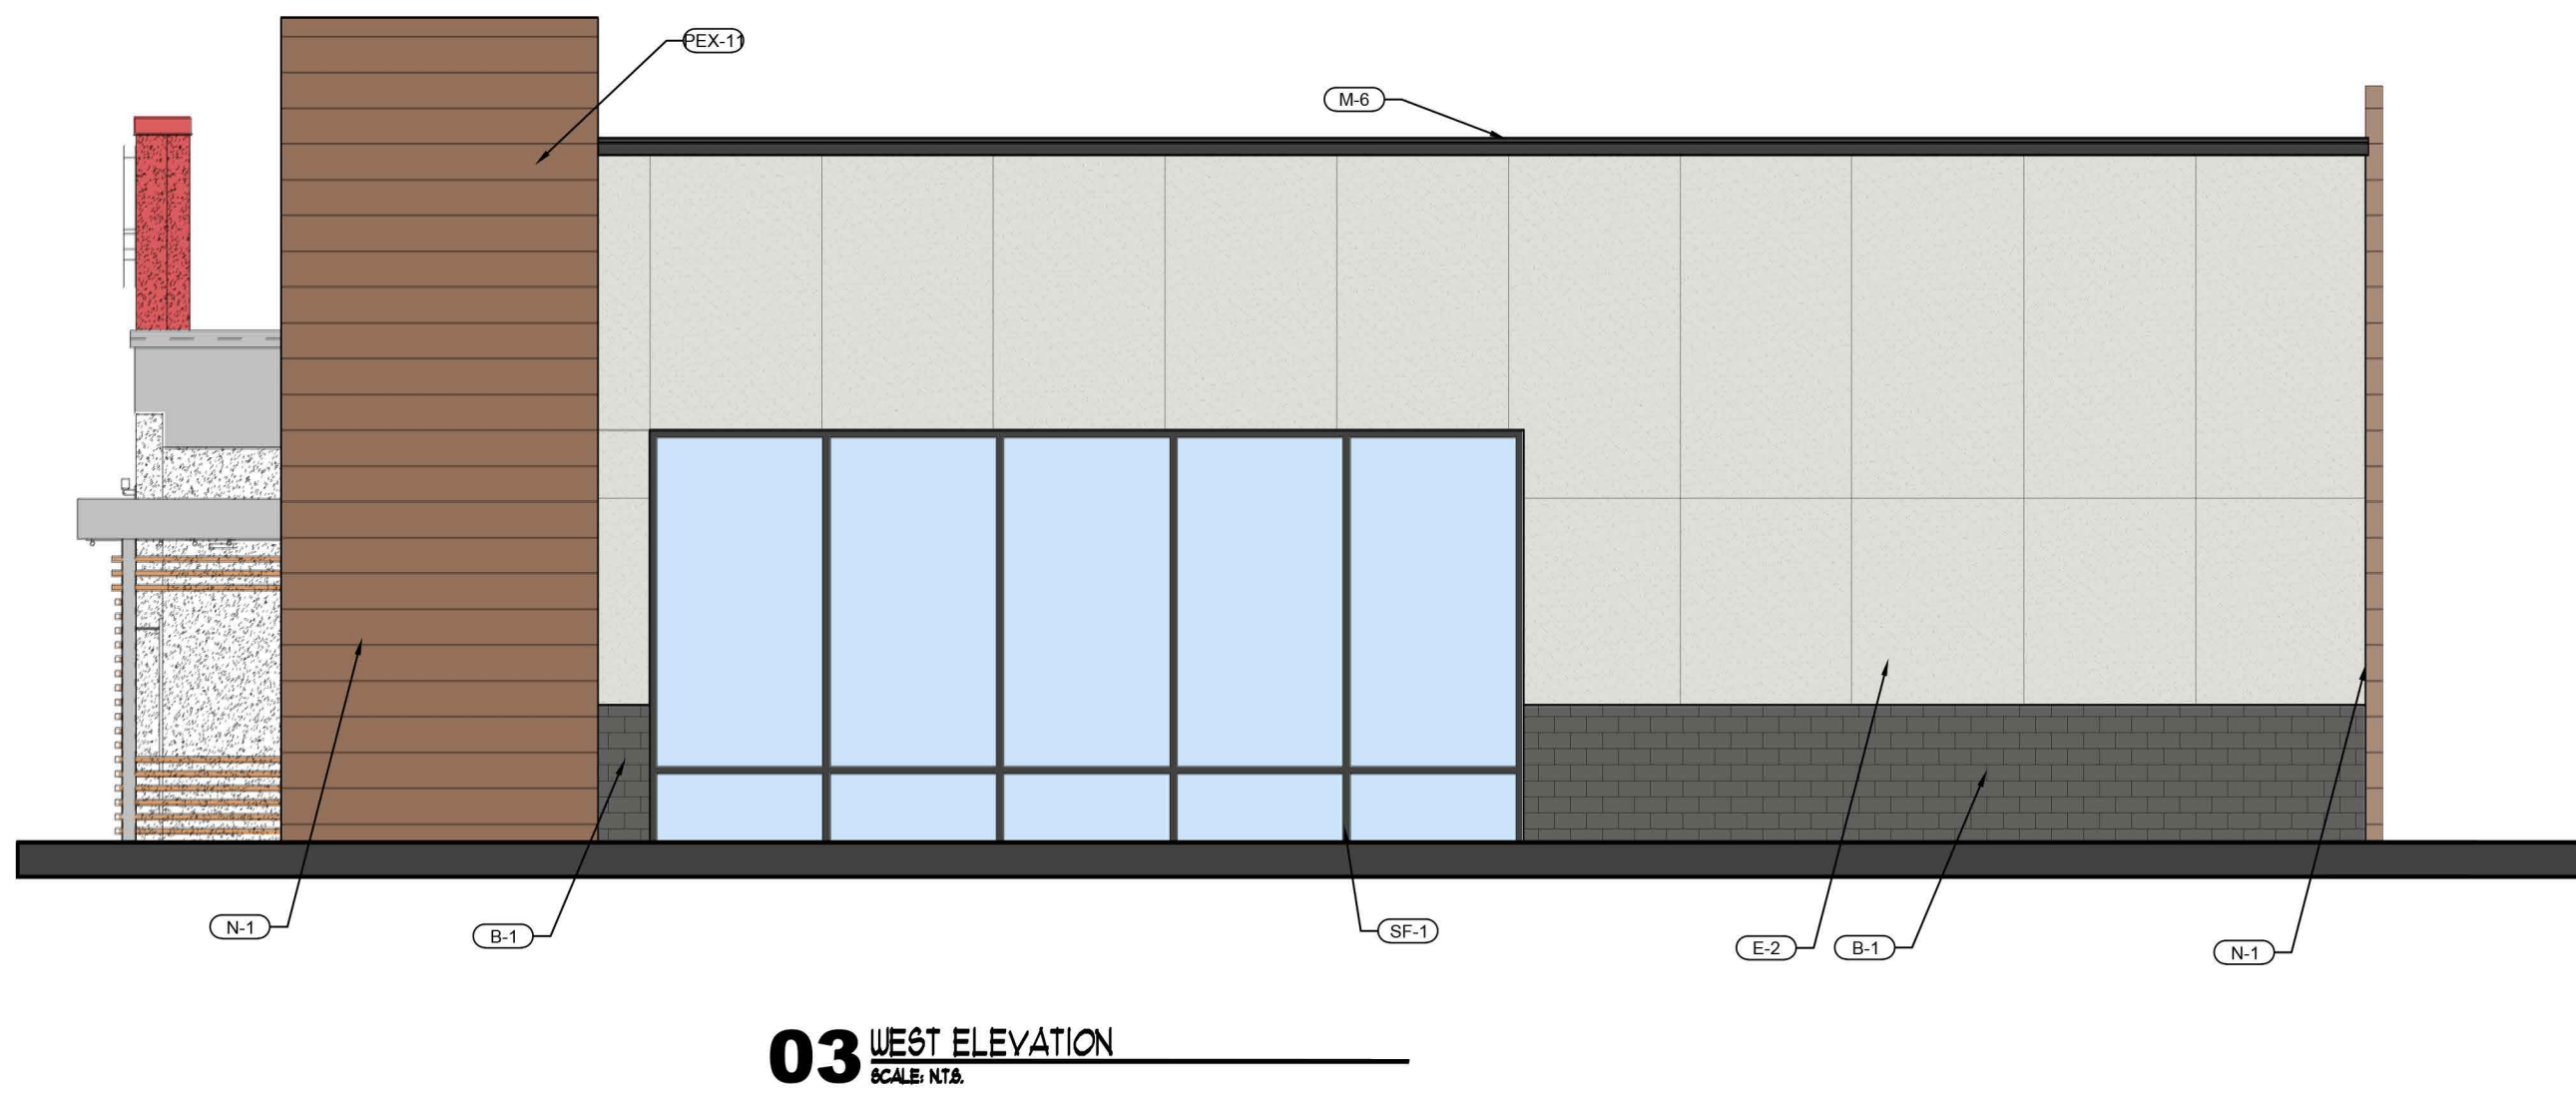 PEX-11
M-6
N-1
B-1
SF-1
E-2
B-1
N-1
03 WEST ELEVATION
SCALE: N.T.S.